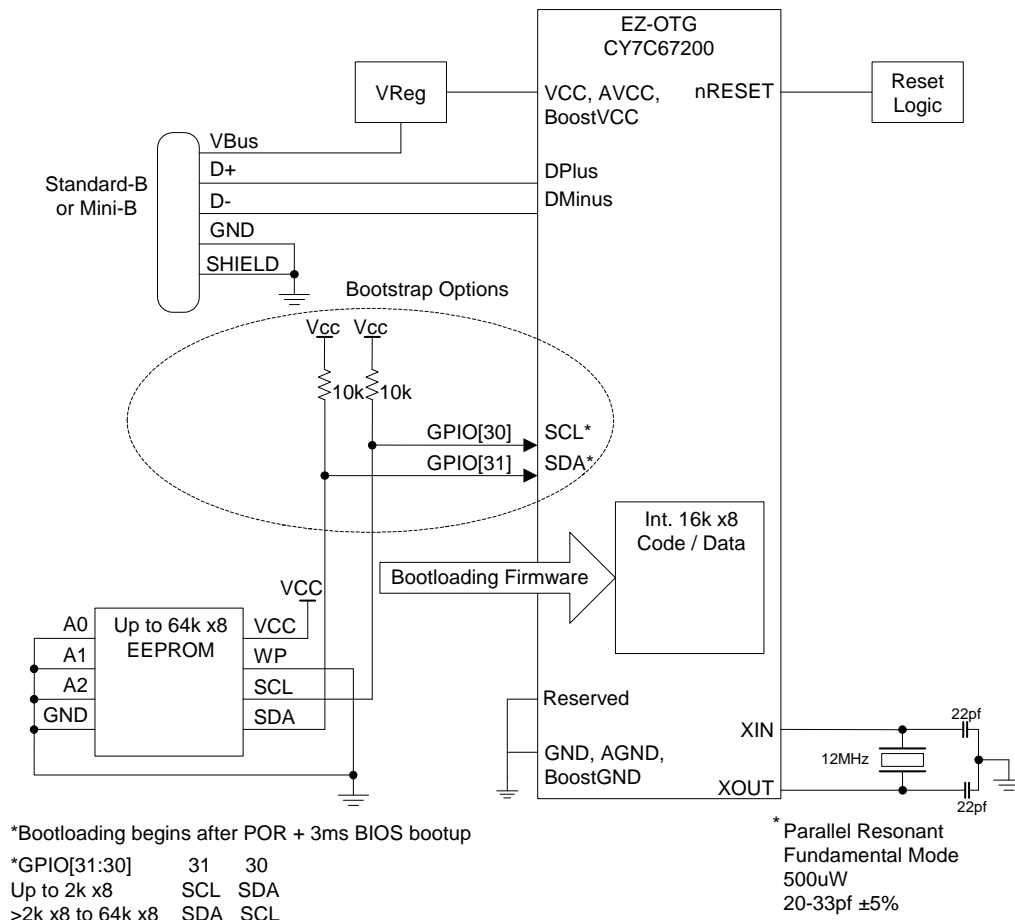 EZ-OTG
CY7C67200
VReg
VCC, AVCC,
BoostVCC
nRESET
Reset
Logic
VBus
D+
DPlus
Standard-B
or Mini-B
D-
DMinus
GND
SHIELD
Bootstrap Options
Vcc Vcc
10k 10k
GPIO[30] SCL*
GPIO[31] SDA*
Int. 16k x8
Code / Data
Bootloading Firmware
VCC
A0
A1
A2
GND
Up to 64k x8
EEPROM
VCC
WP
SCL
SDA
Reserved
GND, AGND,
BoostGND
XIN
XOUT
22pf
12MHz
22pf
*Bootloading begins after POR + 3ms BIOS bootup
*GPIO[31:30] 31 30
Up to 2k x8 SCL SDA
>2k x8 to 64k x8 SDA SCL
* Parallel Resonant
Fundamental Mode
500uW
20-33pf ±5%